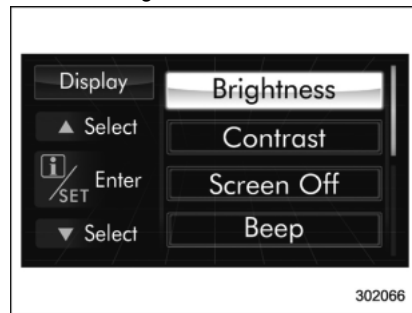 Display
▲ Select
i/SET Enter
▼ Select
Brightness
Contrast
Screen Off
Beep
302066